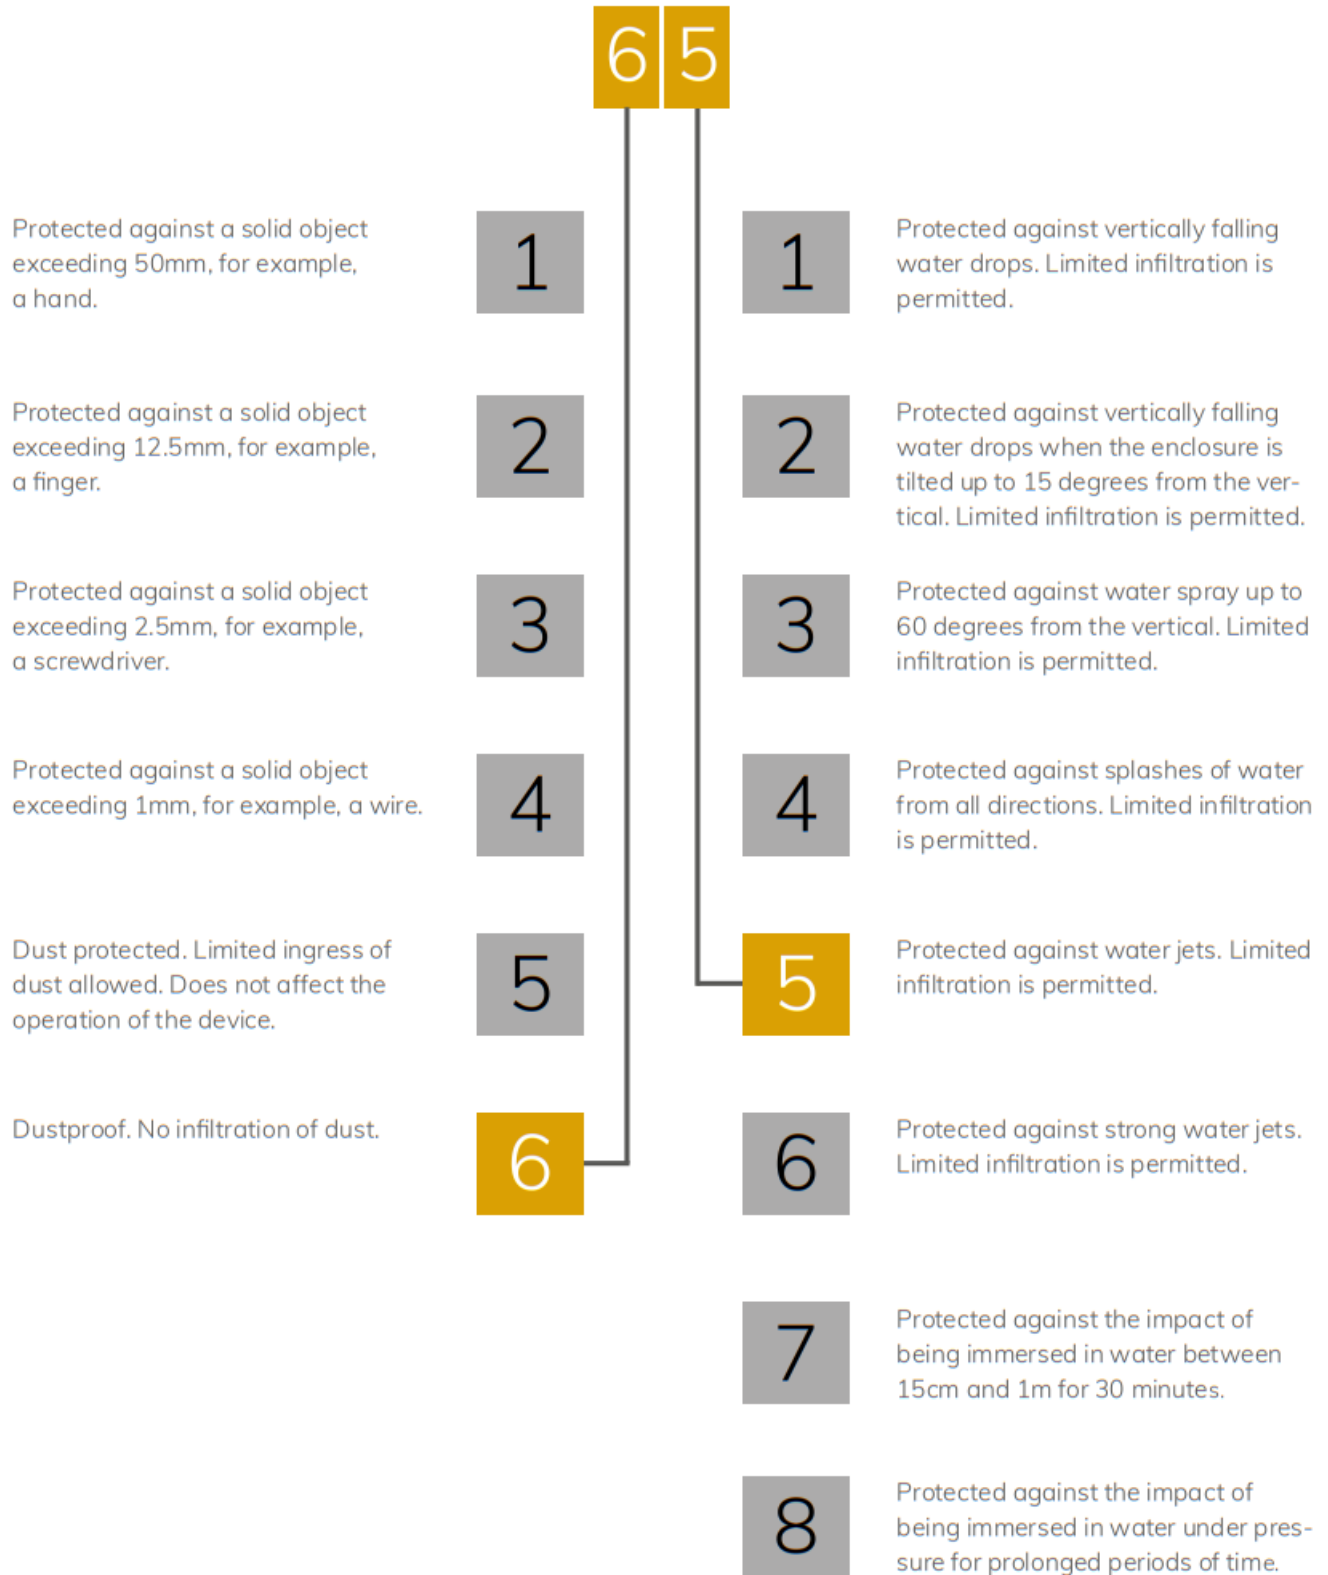 6 5
Protected against a solid object
exceeding 50mm, for example,
a hand.
1
1
Protected against vertically falling
water drops. Limited infiltration is
permitted.
Protected against a solid object
exceeding 12.5mm, for example,
a finger.
2
2
Protected against vertically falling
water drops when the enclosure is
tilted up to 15 degrees from the ver-
tical. Limited infiltration is permitted.
Protected against a solid object
exceeding 2.5mm, for example,
a screwdriver.
3
3
Protected against water spray up to
60 degrees from the vertical. Limited
infiltration is permitted.
Protected against a solid object
exceeding 1mm, for example, a wire.
4
4
Protected against splashes of water
from all directions. Limited infiltration
is permitted.
Dust protected. Limited ingress of
dust allowed. Does not affect the
operation of the device.
5
5
Protected against water jets. Limited
infiltration is permitted.
Dustproof. No infiltration of dust.
6
6
Protected against strong water jets.
Limited infiltration is permitted.
7
Protected against the impact of
being immersed in water between
15cm and 1m for 30 minutes.
8
Protected against the impact of
being immersed in water under pres-
sure for prolonged periods of time.